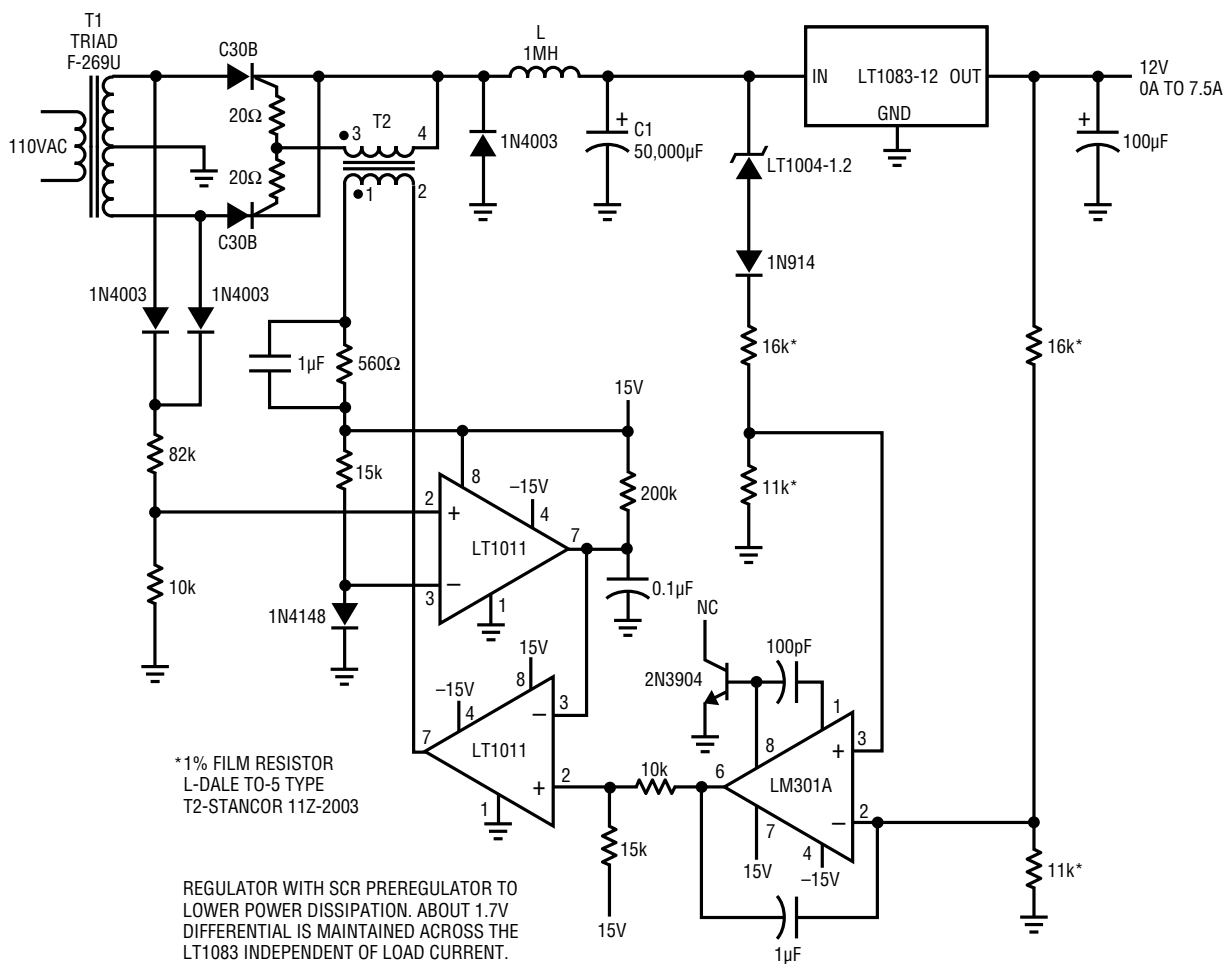 T1
TRIAD
F-269U
110VAC
C30B
20Ω
20Ω
C30B
T2
3
4
1
2
1N4003
L
1MH
+
C1
50,000µF
IN
LT1083-12
OUT
GND
12V
0A TO 7.5A
+
100µF
LT1004-1.2
1N914
16k*
16k*
11k*
1N4003
1N4003
82k
10k
1µF
560Ω
15k
1N4148
15V
200k
2
+
8
–15V
4
7
LT1011
–
3
1
0.1µF
15V
8
–15V
4
–
3
7
LT1011
+
2
1
10k
15k
15V
NC
2N3904
100pF
1
8
+
3
6
LM301A
–
2
7
15V
4
–15V
1µF
11k*
*1% FILM RESISTOR
L-DALE TO-5 TYPE
T2-STANCOR 11Z-2003
REGULATOR WITH SCR PREREGULATOR TO
LOWER POWER DISSIPATION. ABOUT 1.7V
DIFFERENTIAL IS MAINTAINED ACROSS THE
LT1083 INDEPENDENT OF LOAD CURRENT.